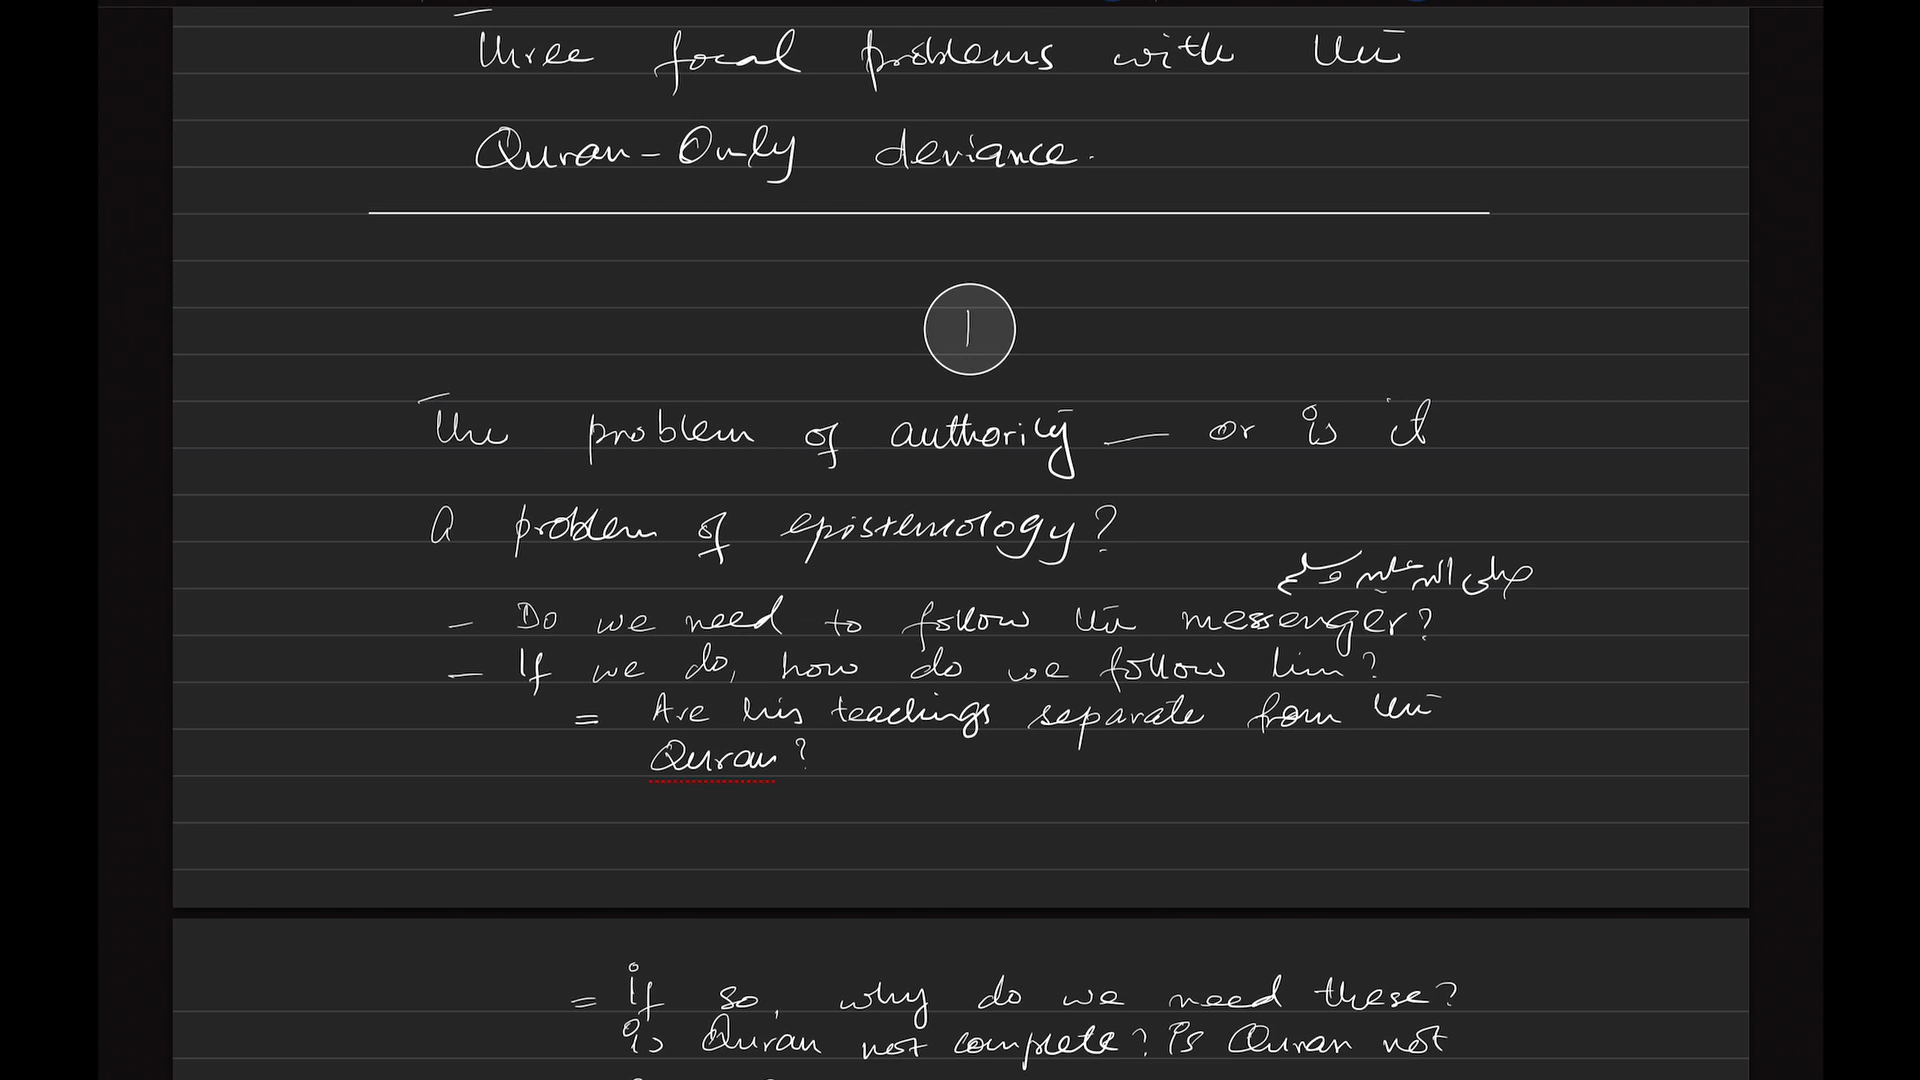 Three focal problems with the
Quran-Only deviance.
1
The problem of authority — or is it
a problem of epistemology?
صلى الله عليه وسلم
- Do we need to follow the messenger?
- If we do, how do we follow him?
= Are his teachings separate from the
Quran?
= If so, why do we need these?
Is Quran not complete? Is Quran not